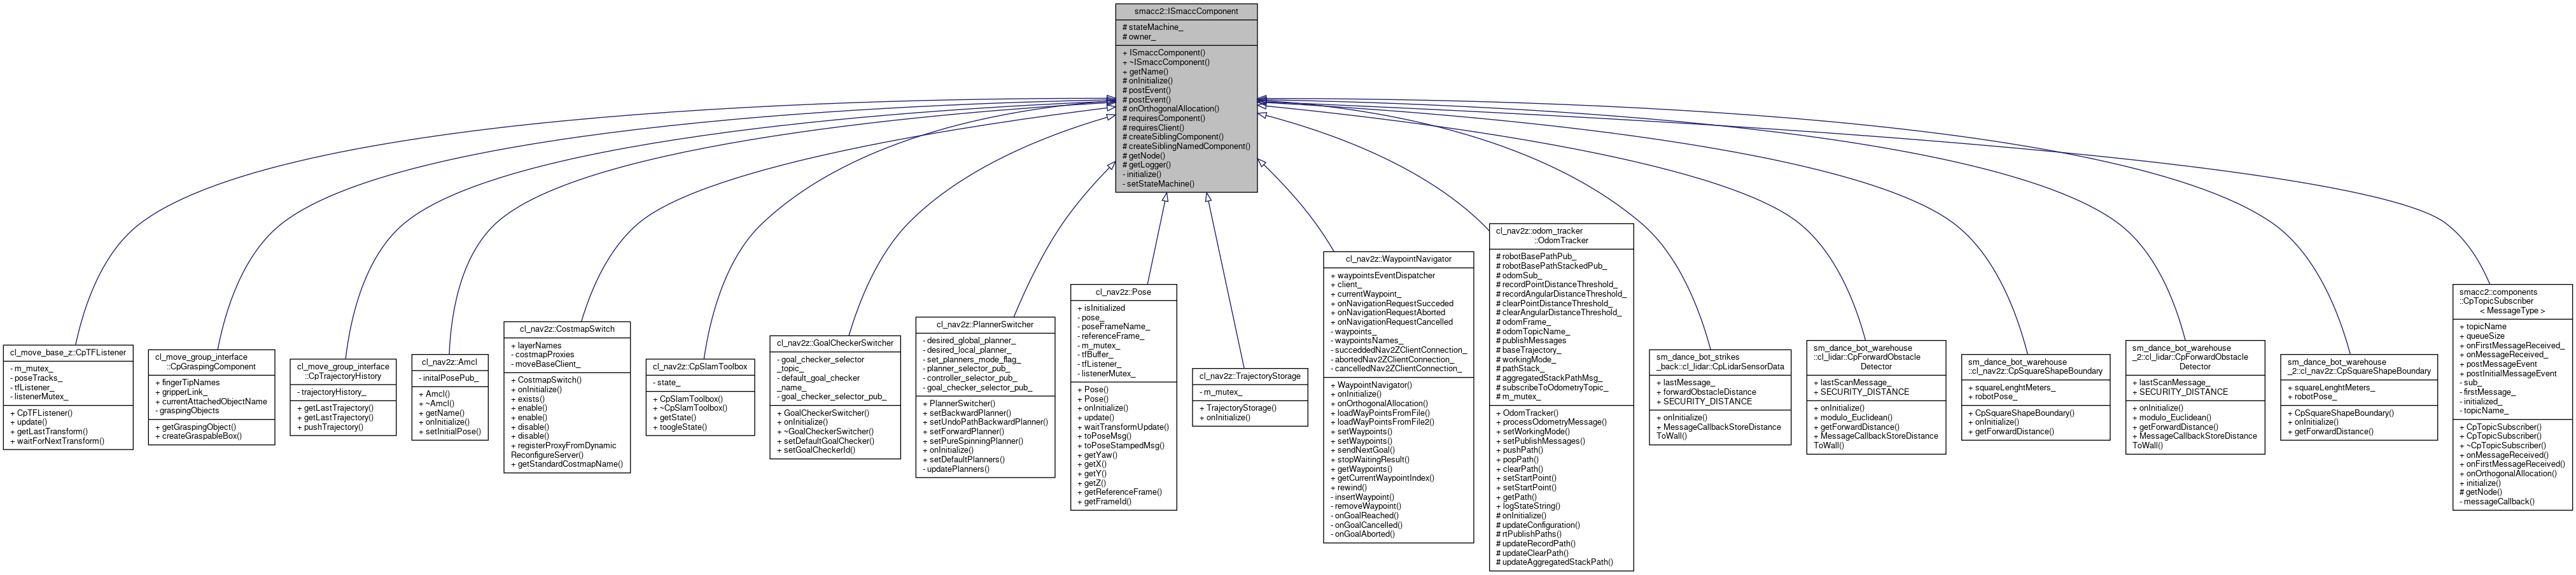 smacc2::ISmaccComponent
# stateMachine_
# owner_
+ ISmaccComponent()
+ ~ISmaccComponent()
+ getName()
# onInitialize()
# postEvent()
# postEvent()
# onOrthogonalAllocation()
# requiresComponent()
# requiresClient()
# createSiblingComponent()
# createSiblingNamedComponent()
# getNode()
# getLogger()
- initialize()
- setStateMachine()
cl_move_base_z::CpTFListener
- m_mutex_
- poseTracks_
- tfListener_
- listenerMutex_
+ CpTFListener()
+ update()
+ getLastTransform()
+ waitForNextTransform()
cl_move_group_interface
::CpGraspingComponent
+ fingerTipNames
+ gripperLink_
+ currentAttachedObjectName
- graspingObjects
+ getGraspingObject()
+ createGraspableBox()
cl_move_group_interface
::CpTrajectoryHistory
- trajectoryHistory_
+ getLastTrajectory()
+ getLastTrajectory()
+ pushTrajectory()
cl_nav2z::Amcl
- initalPosePub_
+ Amcl()
+ ~Amcl()
+ getName()
+ onInitialize()
+ setInitialPose()
cl_nav2z::CostmapSwitch
+ layerNames
- costmapProxies
- moveBaseClient_
+ CostmapSwitch()
+ onInitialize()
+ exists()
+ enable()
+ enable()
+ disable()
+ disable()
+ registerProxyFromDynamic
ReconfigureServer()
+ getStandardCostmapName()
cl_nav2z::CpSlamToolbox
- state_
+ CpSlamToolbox()
+ ~CpSlamToolbox()
+ getState()
+ toogleState()
cl_nav2z::GoalCheckerSwitcher
- goal_checker_selector
_topic_
- default_goal_checker
_name_
- goal_checker_selector_pub_
+ GoalCheckerSwitcher()
+ onInitialize()
+ ~GoalCheckerSwitcher()
+ setDefaultGoalChecker()
+ setGoalCheckerId()
cl_nav2z::PlannerSwitcher
- desired_global_planner_
- desired_local_planner_
- set_planners_mode_flag_
- planner_selector_pub_
- controller_selector_pub_
- goal_checker_selector_pub_
+ PlannerSwitcher()
+ setBackwardPlanner()
+ setUndoPathBackwardPlanner()
+ setForwardPlanner()
+ setPureSpinningPlanner()
+ onInitialize()
+ setDefaultPlanners()
- updatePlanners()
cl_nav2z::Pose
+ isInitialized
- pose_
- poseFrameName_
- referenceFrame_
- m_mutex_
- tfBuffer_
- tfListener_
- listenerMutex_
+ Pose()
+ Pose()
+ onInitialize()
+ update()
+ waitTransformUpdate()
+ toPoseMsg()
+ toPoseStampedMsg()
+ getYaw()
+ getX()
+ getY()
+ getZ()
+ getReferenceFrame()
+ getFrameId()
cl_nav2z::TrajectoryStorage
- m_mutex_
+ TrajectoryStorage()
+ onInitialize()
cl_nav2z::WaypointNavigator
+ waypointsEventDispatcher
+ client_
+ currentWaypoint_
+ onNavigationRequestSucceded
+ onNavigationRequestAborted
+ onNavigationRequestCancelled
- waypoints_
- waypointsNames_
- succeddedNav2ZClientConnection_
- abortedNav2ZClientConnection_
- cancelledNav2ZClientConnection_
+ WaypointNavigator()
+ onInitialize()
+ onOrthogonalAllocation()
+ loadWayPointsFromFile()
+ loadWayPointsFromFile2()
+ setWaypoints()
+ setWaypoints()
+ sendNextGoal()
+ stopWaitingResult()
+ getWaypoints()
+ getCurrentWaypointIndex()
+ rewind()
- insertWaypoint()
- removeWaypoint()
- onGoalReached()
- onGoalCancelled()
- onGoalAborted()
cl_nav2z::odom_tracker
::OdomTracker
# robotBasePathPub_
# robotBasePathStackedPub_
# odomSub_
# recordPointDistanceThreshold_
# recordAngularDistanceThreshold_
# clearPointDistanceThreshold_
# clearAngularDistanceThreshold_
# odomFrame_
# odomTopicName_
# publishMessages
# baseTrajectory_
# workingMode_
# pathStack_
# aggregatedStackPathMsg_
# subscribeToOdometryTopic_
# m_mutex_
+ OdomTracker()
+ processOdometryMessage()
+ setWorkingMode()
+ setPublishMessages()
+ pushPath()
+ popPath()
+ clearPath()
+ setStartPoint()
+ setStartPoint()
+ getPath()
+ logStateString()
# onInitialize()
# updateConfiguration()
# rtPublishPaths()
# updateRecordPath()
# updateClearPath()
# updateAggregatedStackPath()
sm_dance_bot_strikes
_back::cl_lidar::CpLidarSensorData
+ lastMessage_
+ forwardObstacleDistance
+ SECURITY_DISTANCE
+ onInitialize()
+ MessageCallbackStoreDistance
ToWall()
sm_dance_bot_warehouse
::cl_lidar::CpForwardObstacle
Detector
+ lastScanMessage_
+ SECURITY_DISTANCE
+ onInitialize()
+ modulo_Euclidean()
+ getForwardDistance()
+ MessageCallbackStoreDistance
ToWall()
sm_dance_bot_warehouse
::cl_nav2z::CpSquareShapeBoundary
+ squareLenghtMeters_
+ robotPose_
+ CpSquareShapeBoundary()
+ onInitialize()
+ getForwardDistance()
sm_dance_bot_warehouse
_2::cl_lidar::CpForwardObstacle
Detector
+ lastScanMessage_
+ SECURITY_DISTANCE
+ onInitialize()
+ modulo_Euclidean()
+ getForwardDistance()
+ MessageCallbackStoreDistance
ToWall()
sm_dance_bot_warehouse
_2::cl_nav2z::CpSquareShapeBoundary
+ squareLenghtMeters_
+ robotPose_
+ CpSquareShapeBoundary()
+ onInitialize()
+ getForwardDistance()
smacc2::components
::CpTopicSubscriber
< MessageType >
+ topicName
+ queueSize
+ onFirstMessageReceived_
+ onMessageReceived_
+ postMessageEvent
+ postInitialMessageEvent
- sub_
- firstMessage_
- initialized_
- topicName_
+ CpTopicSubscriber()
+ CpTopicSubscriber()
+ ~CpTopicSubscriber()
+ onMessageReceived()
+ onFirstMessageReceived()
+ onOrthogonalAllocation()
+ initialize()
# getNode()
- messageCallback()